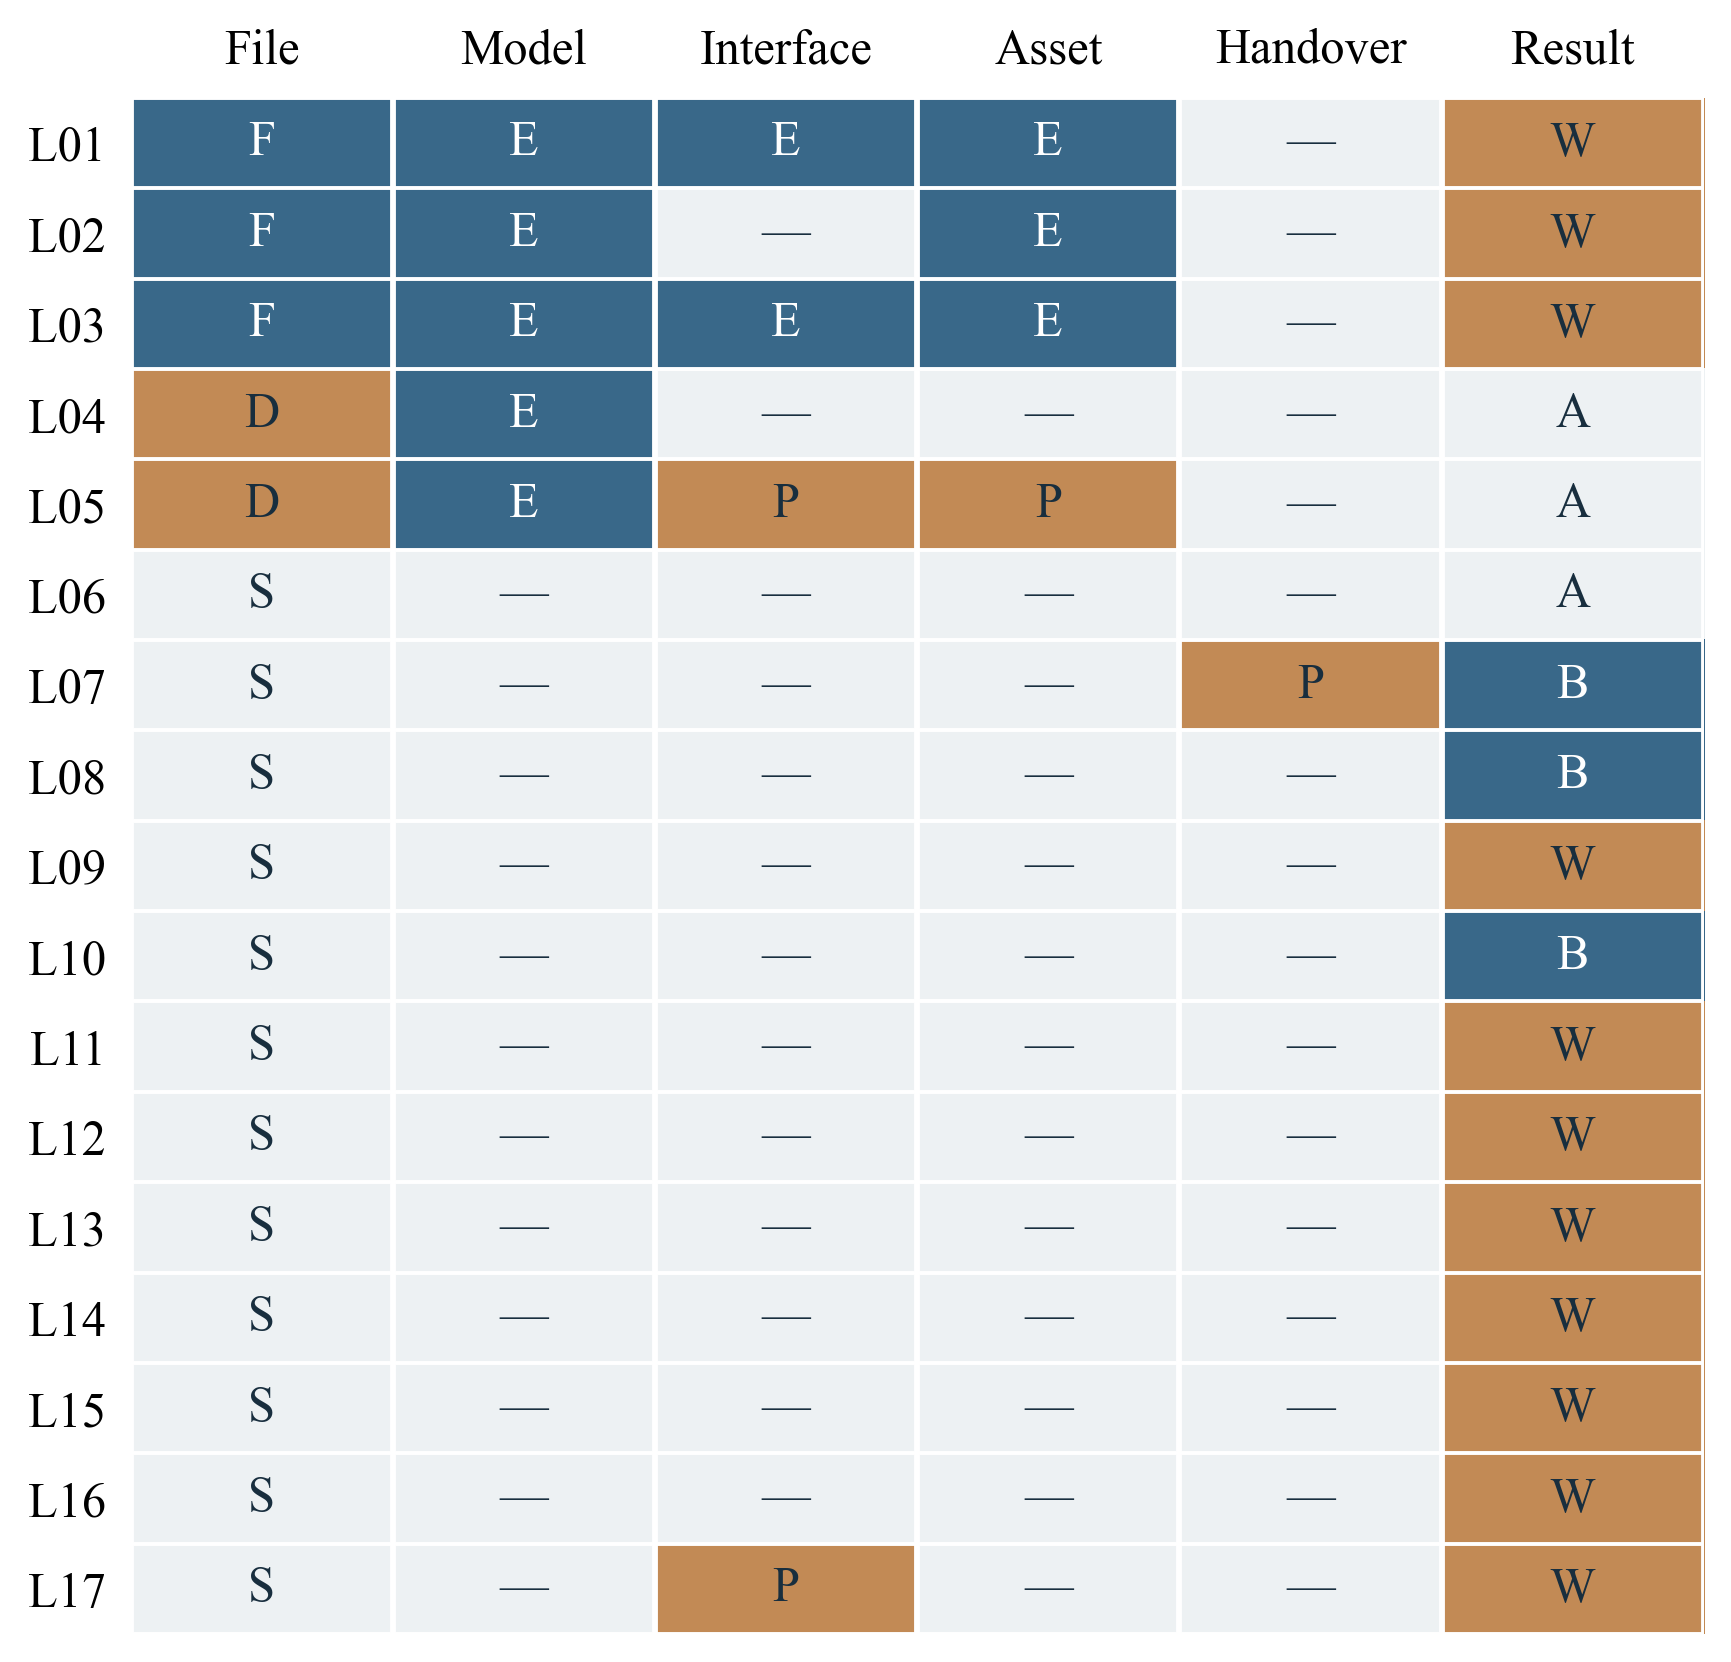 File Model Interface Asset Handover Result
L01 F E E E — W
L02 F E — E — W
L03 F E E E — W
L04 D E — — — A
L05 D E P P — A
L06 S — — — — A
L07 S — — — P B
L08 S — — — — B
L09 S — — — — W
L10 S — — — — B
L11 S — — — — W
L12 S — — — — W
L13 S — — — — W
L14 S — — — — W
L15 S — — — — W
L16 S — — — — W
L17 S — P — — W